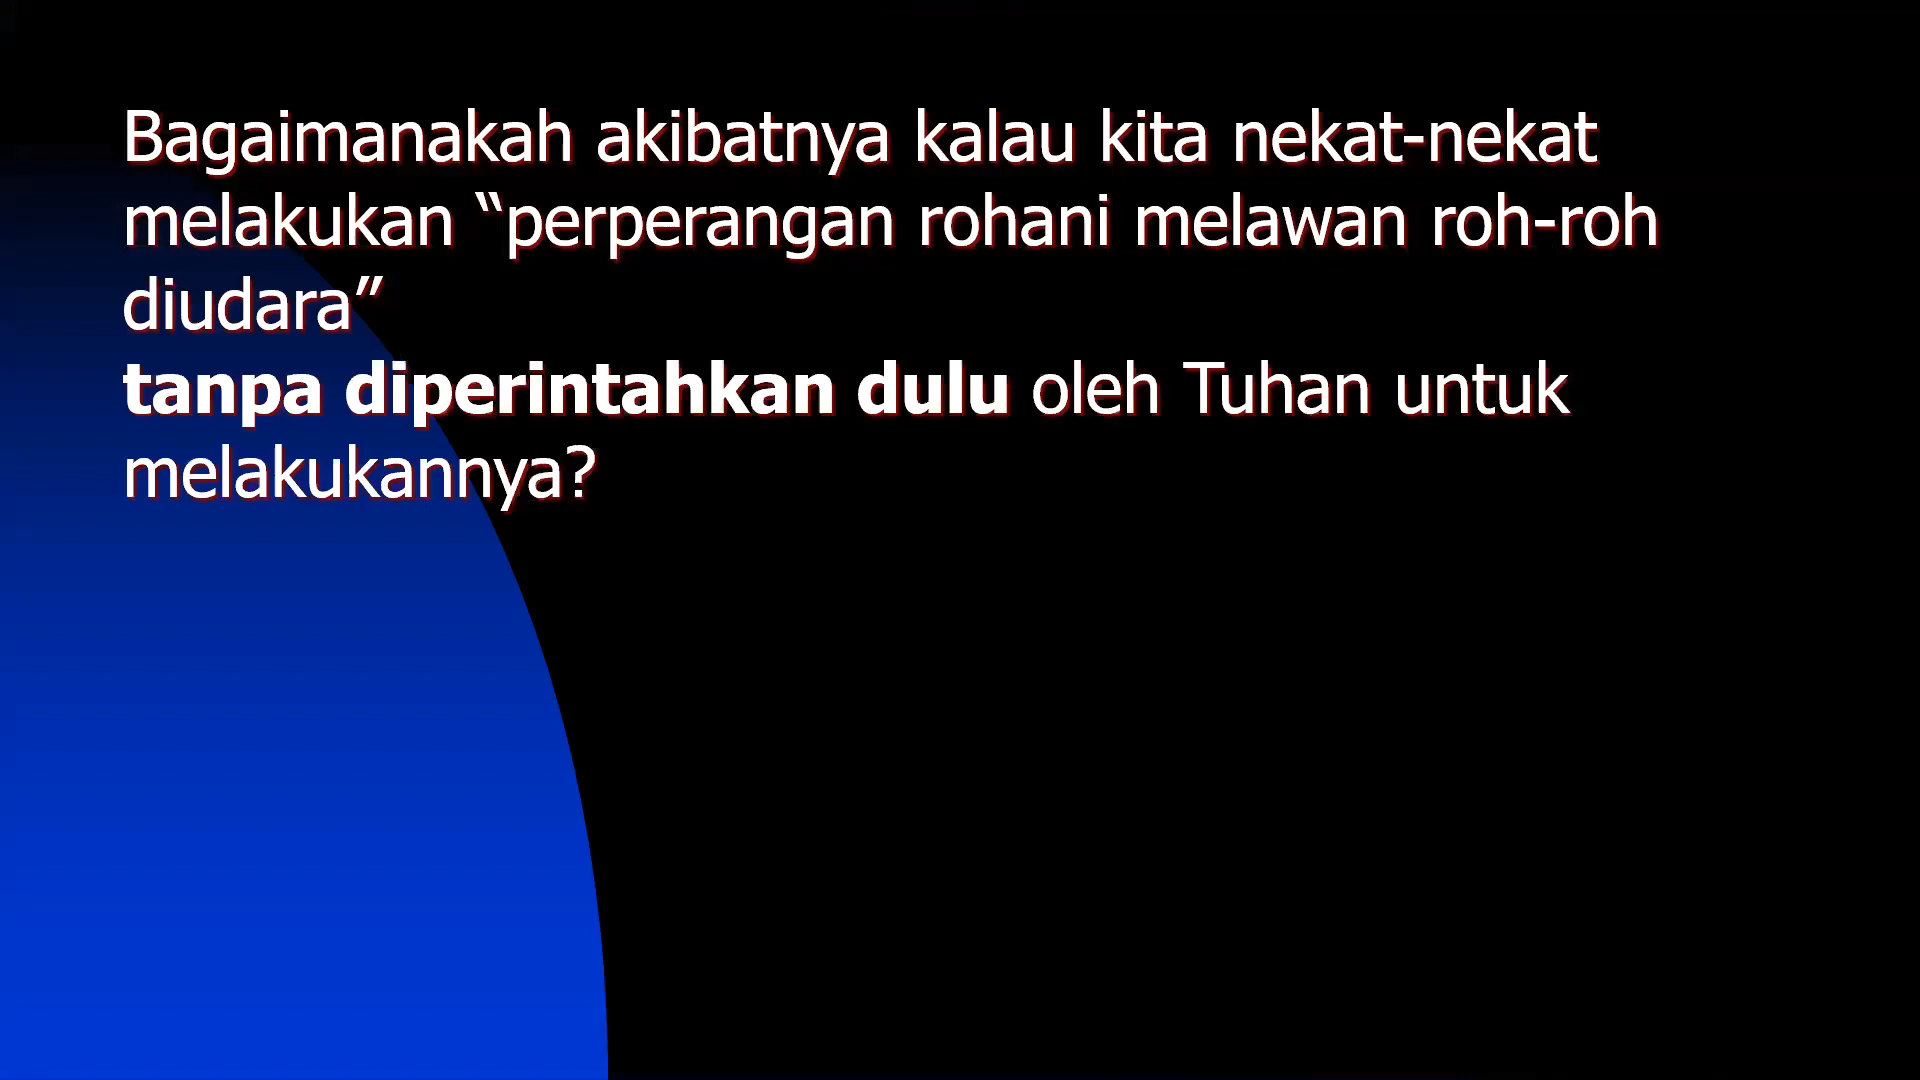 Bagaimanakah akibatnya kalau kita nekat-nekat
melakukan “perperangan rohani melawan roh-roh
diudara”
tanpa diperintahkan dulu oleh Tuhan untuk
melakukannya?